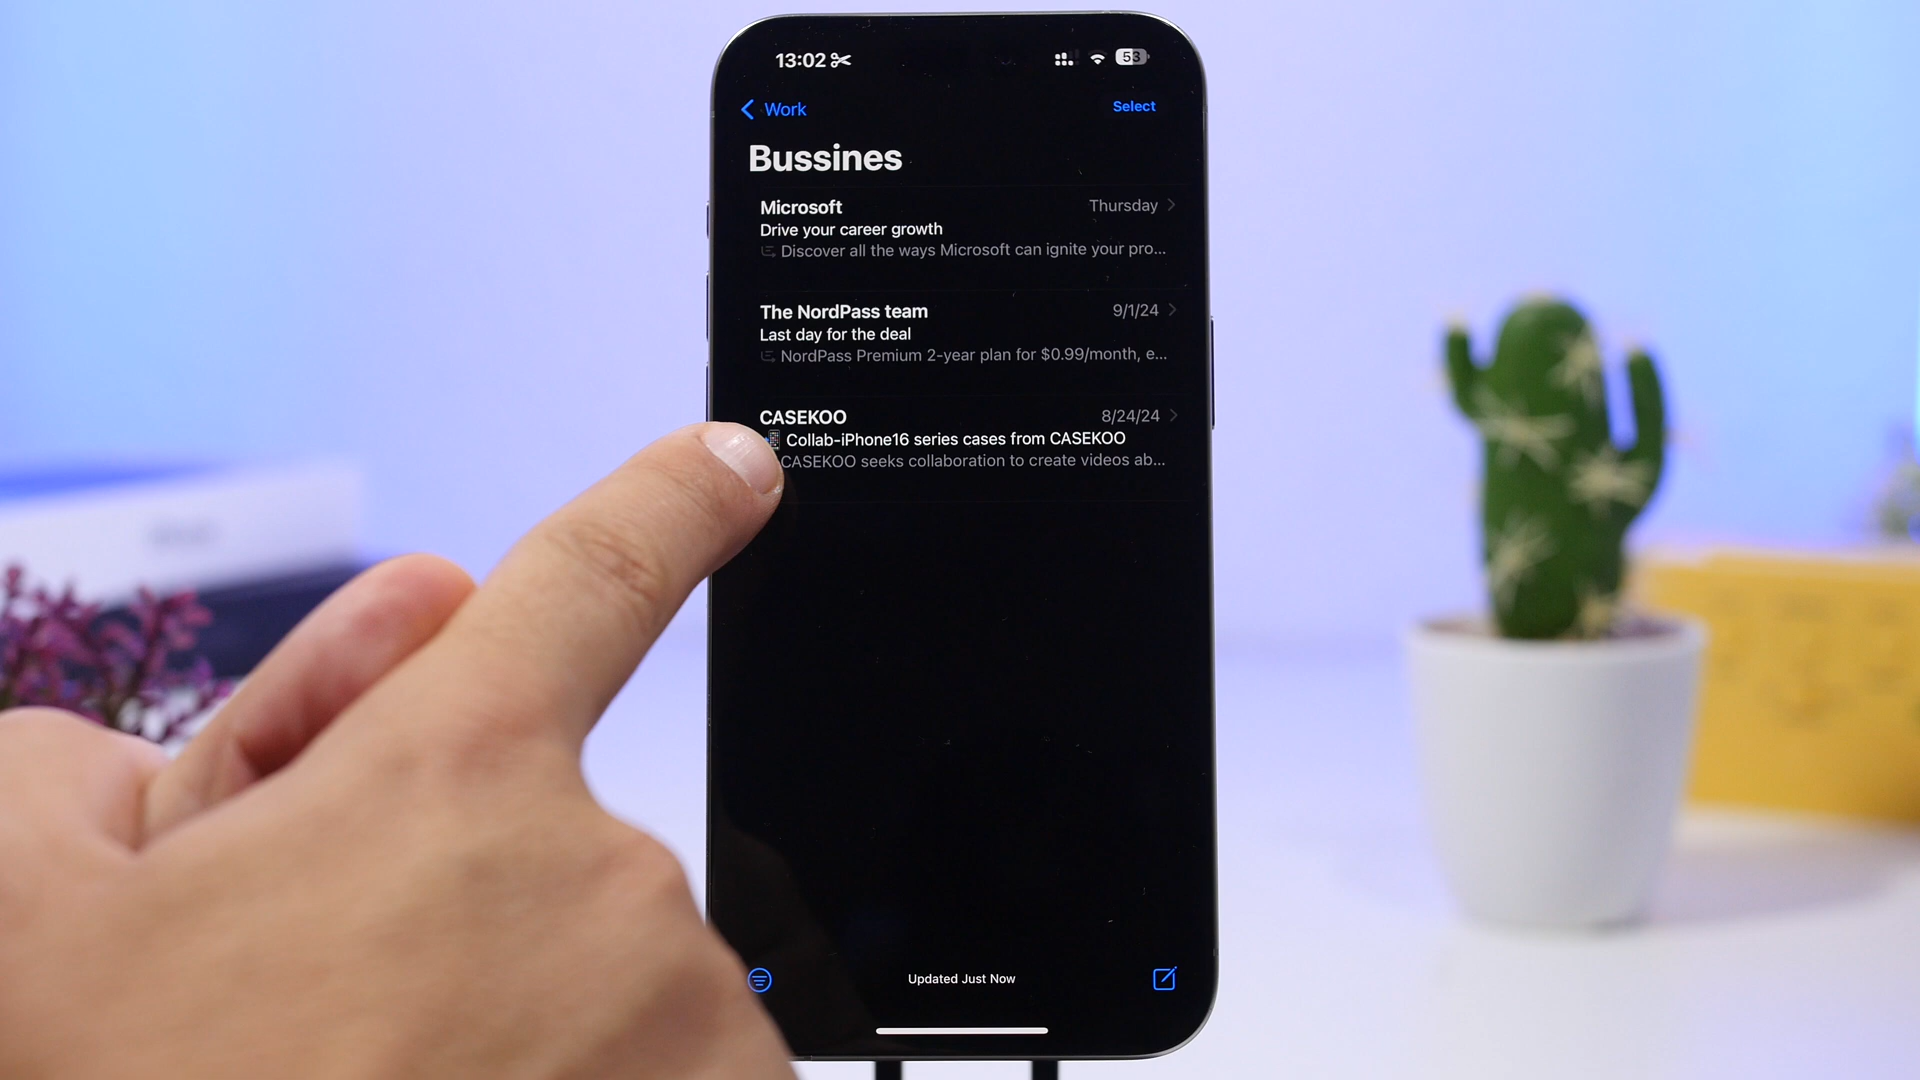 13:02
53
Work
Select
Bussines
Microsoft
Thursday
Drive your career growth
Discover all the ways Microsoft can ignite your pro...
The NordPass team
9/1/24
Last day for the deal
NordPass Premium 2-year plan for $0.99/month, e...
CASEKOO
8/24/24
Collab-iPhone16 series cases from CASEKOO
CASEKOO seeks collaboration to create videos ab...
Updated Just Now